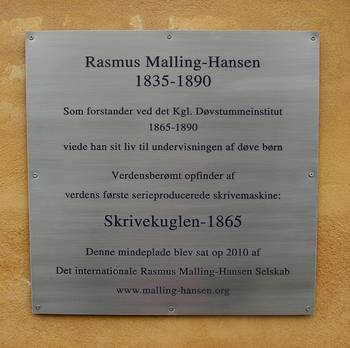 Rasmus Malling-Hansen
1835-1890
Som forstander ved det Kgl. Døvstummeinstitut
1865-1890
viede han sit liv til undervisningen af døve børn
Verdensberømt opfinder af
verdens første serieproducerede skrivemaskine:
Skrivekuglen-1865
Denne mindeplade blev sat op 2010 af
Det internationale Rasmus Malling-Hansen Selskab
www.malling-hansen.org